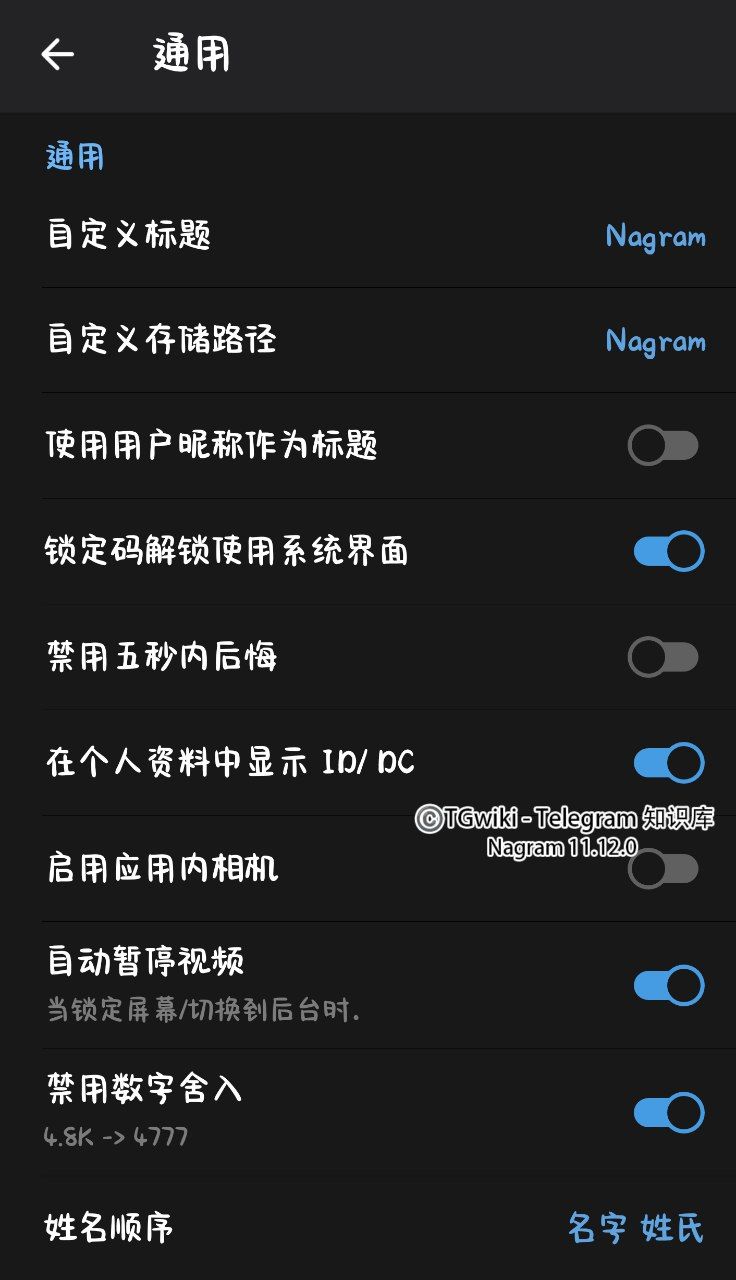 通用
通用
自定义标题 Nagram
自定义存储路径 Nagram
使用用户昵称作为标题
锁定码解锁使用系统界面
禁用五秒内后悔
在个人资料中显示 ID/ DC
©TGwiki - Telegram 知识库
Nagram 11.12.0
启用应用内相机
自动暂停视频
当锁定屏幕/切换到后台时.
禁用数字舍入
4.8K -> 4777
姓名顺序 名字 姓氏